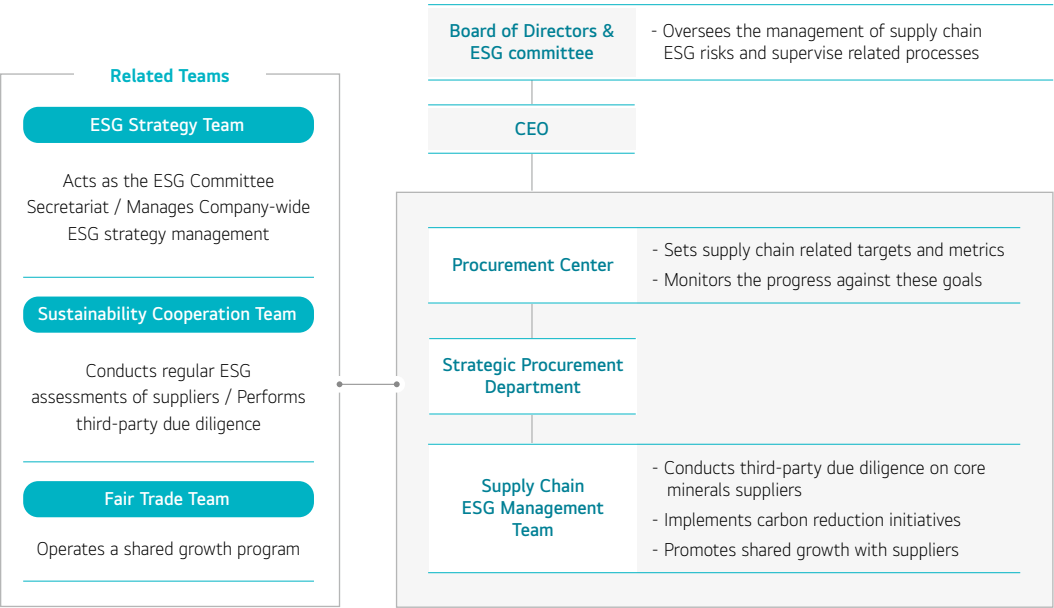 Related Teams
ESG Strategy Team
Acts as the ESG Committee
Secretariat / Manages Company-wide
ESG strategy management
Sustainability Cooperation Team
Conducts regular ESG
assessments of suppliers / Performs
third-party due diligence
Fair Trade Team
Operates a shared growth program
Board of Directors &
ESG committee
- Oversees the management of supply chain
ESG risks and supervise related processes
CEO
Procurement Center
- Sets supply chain related targets and metrics
- Monitors the progress against these goals
Strategic Procurement
Department
Supply Chain
ESG Management
Team
- Conducts third-party due diligence on core
minerals suppliers
- Implements carbon reduction initiatives
- Promotes shared growth with suppliers